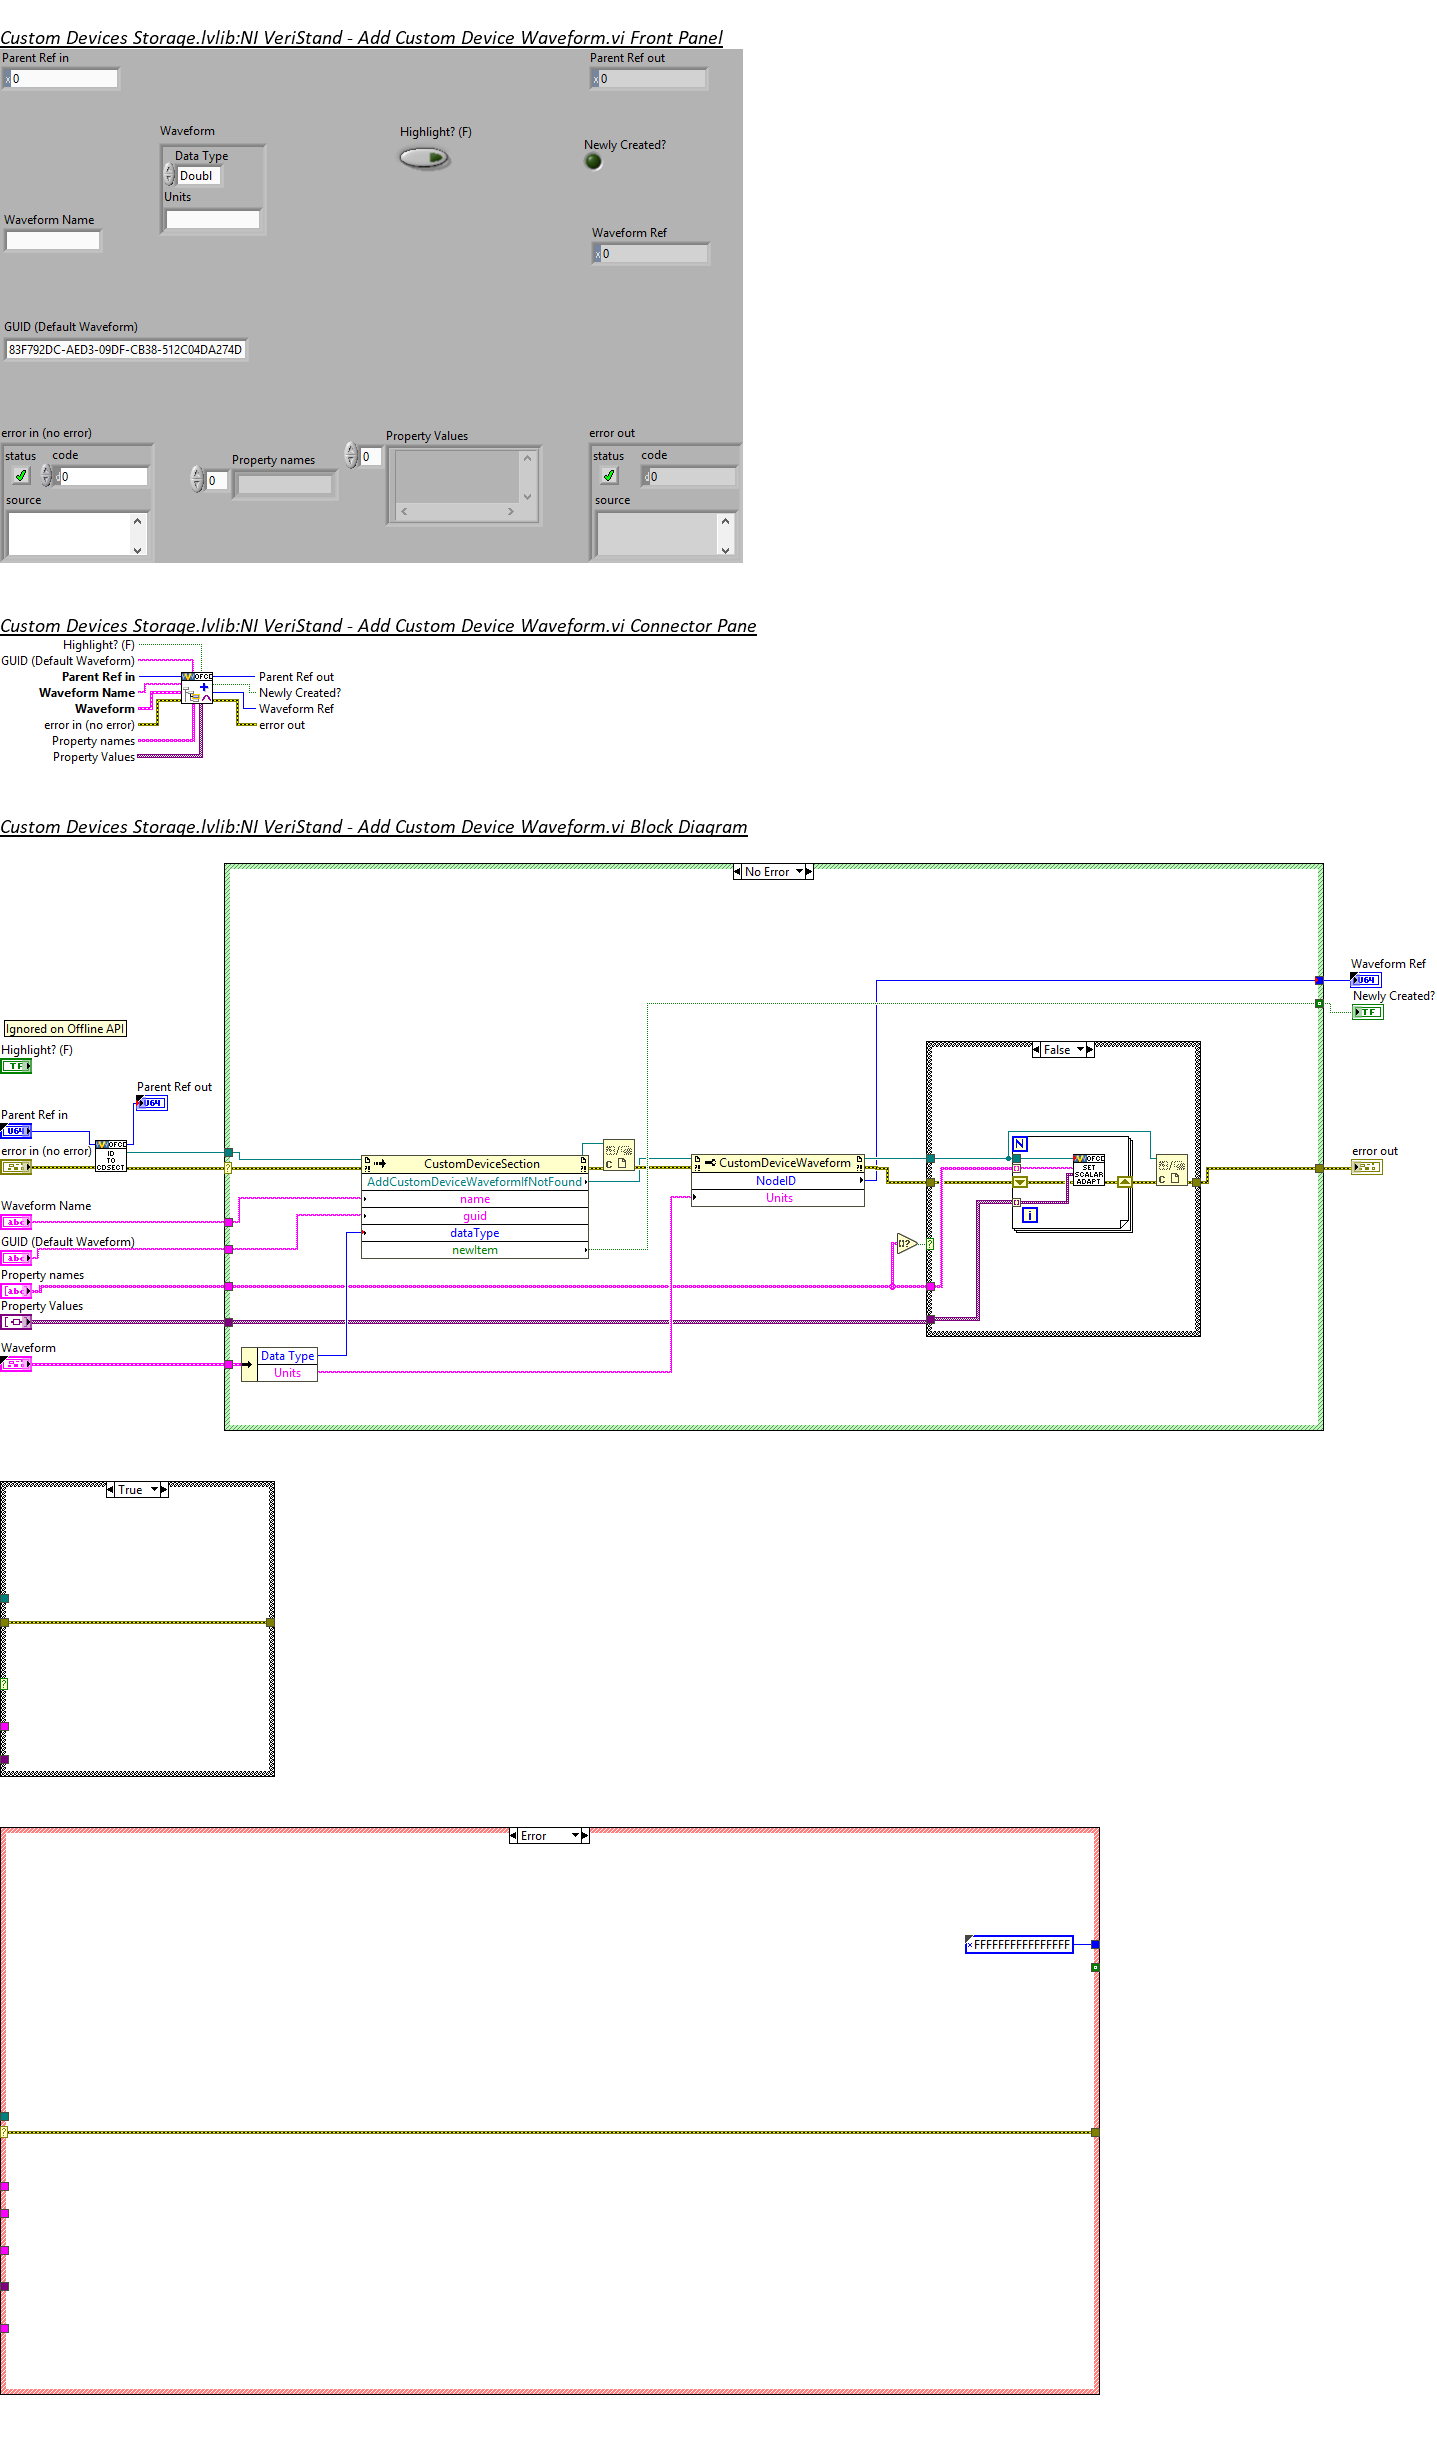 Custom Devices Storage.lvlib:NI VeriStand - Add Custom Device Waveform.vi Front Panel
Parent Ref in
x 0
Parent Ref out
x 0
Waveform
Data Type
Doubl
Units
Highlight? (F)
Newly Created?
Waveform Name
Waveform Ref
x 0
GUID (Default Waveform)
83F792DC-AED3-09DF-CB38-512C04DA274D
error in (no error)
status
code
d 0
source
Property names
0
Property Values
0
error out
status
code
d 0
source
Custom Devices Storage.lvlib:NI VeriStand - Add Custom Device Waveform.vi Connector Pane
Highlight? (F)
GUID (Default Waveform)
Parent Ref in
Waveform Name
Waveform
error in (no error)
Property names
Property Values
OFCD
Parent Ref out
Newly Created?
Waveform Ref
error out
Custom Devices Storage.lvlib:NI VeriStand - Add Custom Device Waveform.vi Block Diagram
No Error
Waveform Ref
U64
Newly Created?
TF
Ignored on Offline API
Highlight? (F)
TF
Parent Ref out
U64
Parent Ref in
U64
OFCD
ID
TO
CDSECT
error in (no error)
Waveform Name
abc
GUID (Default Waveform)
abc
Property names
abc
Property Values
Waveform
Data Type
Units
CustomDeviceSection
AddCustomDeviceWaveformIfNotFound
name
guid
dataType
newItem
C
CustomDeviceWaveform
NodeID
Units
False
N
OFCD
SET
SCALAR
ADAPT
i
C
?
error out
True
?
Error
x FFFFFFFFFFFFFFFF
?